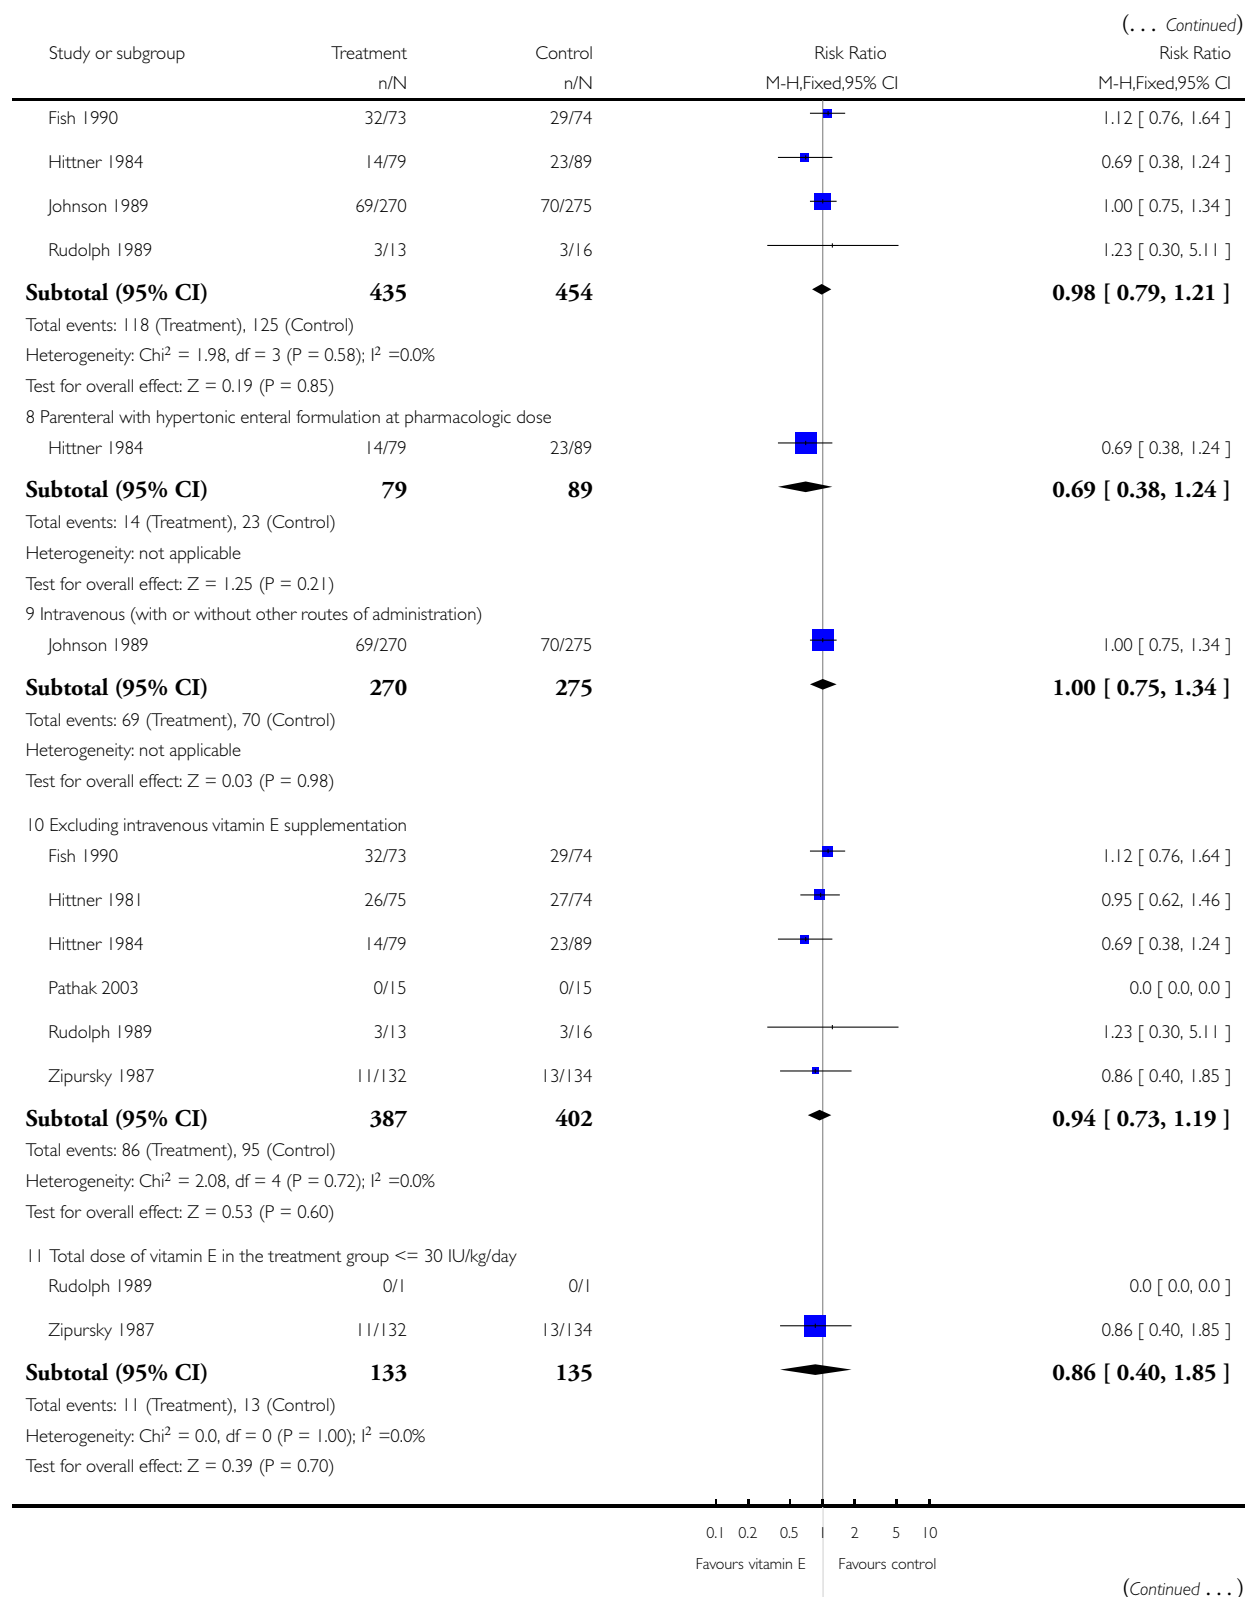 (... Continued)
Study or subgroup Treatment Control Risk Ratio Risk Ratio
n/N n/N M-H,Fixed,95% CI M-H,Fixed,95% CI
Fish 1990 32/73 29/74 1.12 [ 0.76, 1.64 ]
Hittner 1984 14/79 23/89 0.69 [ 0.38, 1.24 ]
Johnson 1989 69/270 70/275 1.00 [ 0.75, 1.34 ]
Rudolph 1989 3/13 3/16 1.23 [ 0.30, 5.11 ]
Subtotal (95% CI) 435 454 0.98 [ 0.79, 1.21 ]
Total events: 118 (Treatment), 125 (Control)
Heterogeneity: Chi² = 1.98, df = 3 (P = 0.58); I² =0.0%
Test for overall effect: Z = 0.19 (P = 0.85)
8 Parenteral with hypertonic enteral formulation at pharmacologic dose
Hittner 1984 14/79 23/89 0.69 [ 0.38, 1.24 ]
Subtotal (95% CI) 79 89 0.69 [ 0.38, 1.24 ]
Total events: 14 (Treatment), 23 (Control)
Heterogeneity: not applicable
Test for overall effect: Z = 1.25 (P = 0.21)
9 Intravenous (with or without other routes of administration)
Johnson 1989 69/270 70/275 1.00 [ 0.75, 1.34 ]
Subtotal (95% CI) 270 275 1.00 [ 0.75, 1.34 ]
Total events: 69 (Treatment), 70 (Control)
Heterogeneity: not applicable
Test for overall effect: Z = 0.03 (P = 0.98)
10 Excluding intravenous vitamin E supplementation
Fish 1990 32/73 29/74 1.12 [ 0.76, 1.64 ]
Hittner 1981 26/75 27/74 0.95 [ 0.62, 1.46 ]
Hittner 1984 14/79 23/89 0.69 [ 0.38, 1.24 ]
Pathak 2003 0/15 0/15 0.0 [ 0.0, 0.0 ]
Rudolph 1989 3/13 3/16 1.23 [ 0.30, 5.11 ]
Zipursky 1987 11/132 13/134 0.86 [ 0.40, 1.85 ]
Subtotal (95% CI) 387 402 0.94 [ 0.73, 1.19 ]
Total events: 86 (Treatment), 95 (Control)
Heterogeneity: Chi² = 2.08, df = 4 (P = 0.72); I² =0.0%
Test for overall effect: Z = 0.53 (P = 0.60)
11 Total dose of vitamin E in the treatment group <= 30 IU/kg/day
Rudolph 1989 0/1 0/1 0.0 [ 0.0, 0.0 ]
Zipursky 1987 11/132 13/134 0.86 [ 0.40, 1.85 ]
Subtotal (95% CI) 133 135 0.86 [ 0.40, 1.85 ]
Total events: 11 (Treatment), 13 (Control)
Heterogeneity: Chi² = 0.0, df = 0 (P = 1.00); I² =0.0%
Test for overall effect: Z = 0.39 (P = 0.70)
0.1 0.2 0.5 1 2 5 10
Favours vitamin E Favours control
(Continued ...)